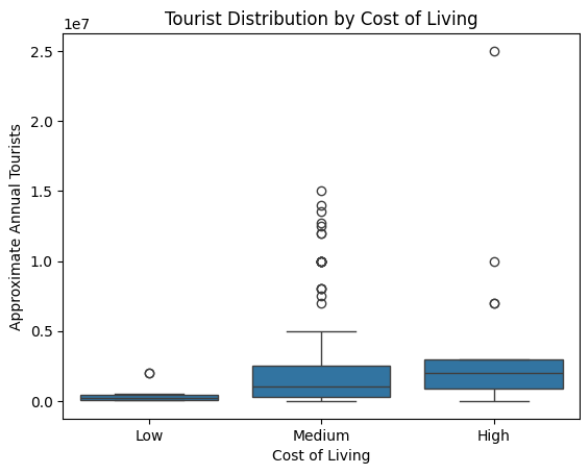 Tourist Distribution by Cost of Living
1e7
2.5
2.0
1.5
1.0
0.5
0.0
Approximate Annual Tourists
Low Medium High
Cost of Living